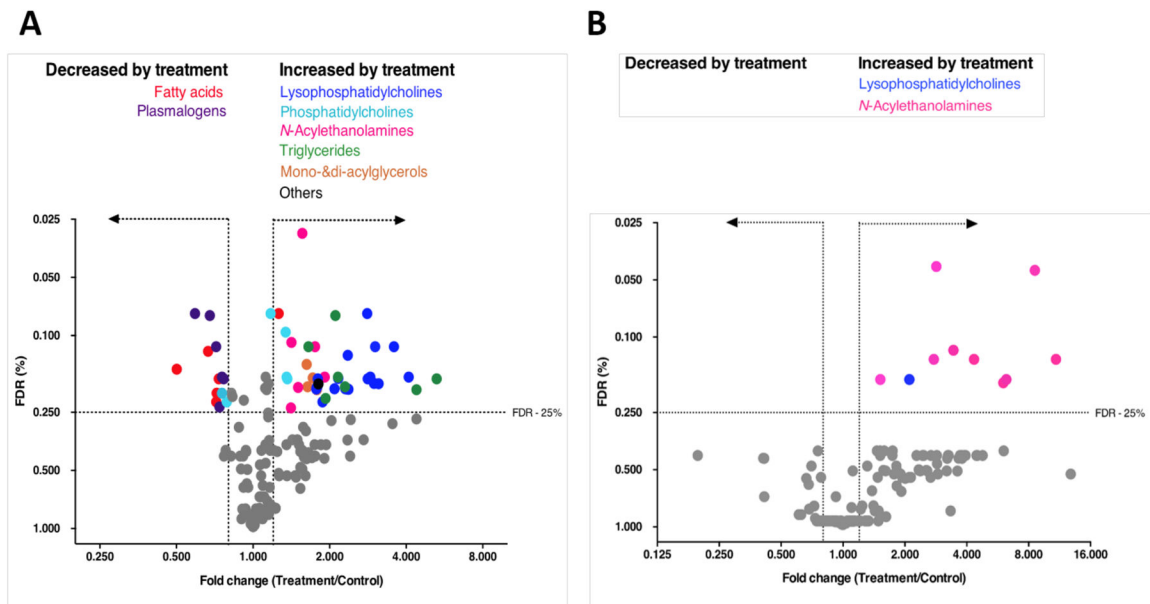 A
Decreased by treatment
Fatty acids
Plasmalogens
Increased by treatment
Lysophosphatidylcholines
Phosphatidylcholines
N-Acylethanolamines
Triglycerides
Mono-&di-acylglycerols
Others
0.025
0.050
0.100
0.250
0.500
1.000
FDR (%)
FDR - 25%
0.250
0.500
1.000
2.000
4.000
8.000
Fold change (Treatment/Control)
B
Decreased by treatment
Increased by treatment
Lysophosphatidylcholines
N-Acylethanolamines
0.025
0.050
0.100
0.250
0.500
1.000
FDR (%)
FDR - 25%
0.125
0.250
0.500
1.000
2.000
4.000
8.000
16.000
Fold change (Treatment/Control)